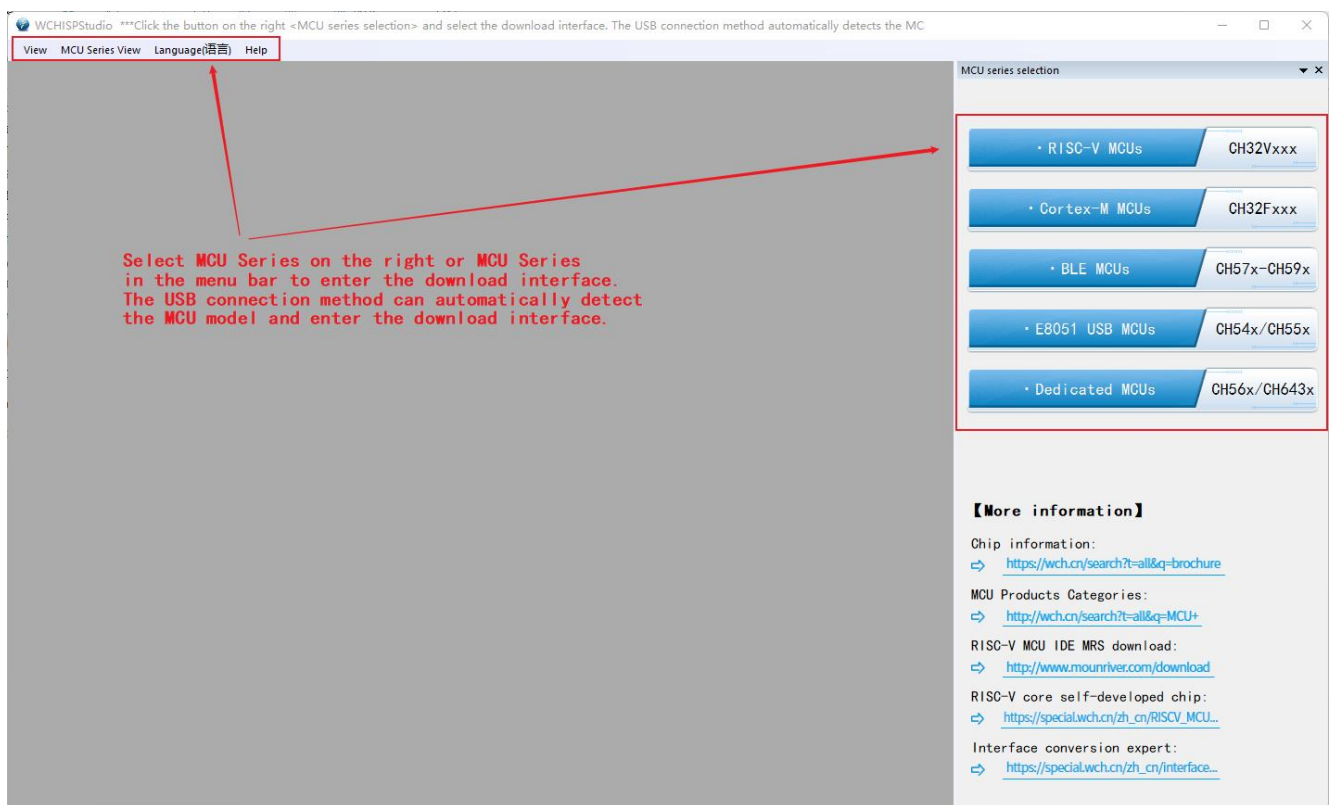 WCHISPStudio ***Click the button on the right <MCU series selection> and select the download interface. The USB connection method automatically detects the MC
View MCU Series View Language(语言) Help
MCU series selection
· RISC-V MCUs CH32Vxxx
· Cortex-M MCUs CH32Fxxx
· BLE MCUs CH57x-CH59x
· E8051 USB MCUs CH54x/CH55x
· Dedicated MCUs CH56x/CH643x
Select MCU Series on the right or MCU Series
in the menu bar to enter the download interface.
The USB connection method can automatically detect
the MCU model and enter the download interface.
【More information】
Chip information:
https://wch.cn/search?t=all&q=brochure
MCU Products Categories:
http://wch.cn/search?t=all&q=MCU+
RISC-V MCU IDE MRS download:
http://www.mounriver.com/download
RISC-V core self-developed chip:
https://special.wch.cn/zh_cn/RISCV_MCU...
Interface conversion expert:
https://special.wch.cn/zh_cn/interface...